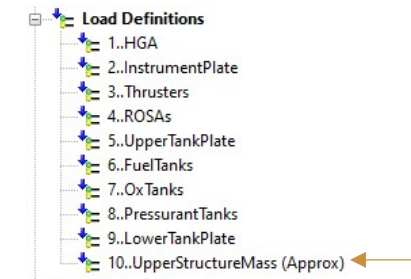 Load Definitions
1..HGA
2..InstrumentPlate
3..Thrusters
4..ROSAs
5..UpperTankPlate
6..FuelTanks
7..OxTanks
8..PressurantTanks
9..LowerTankPlate
10..UpperStructureMass (Approx)